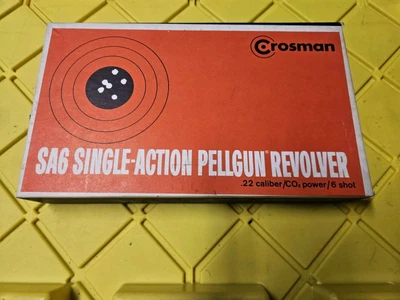 Crosman
SA6 SINGLE-ACTION PELLGUN REVOLVER
.22 caliber/CO₂ power/6 shot